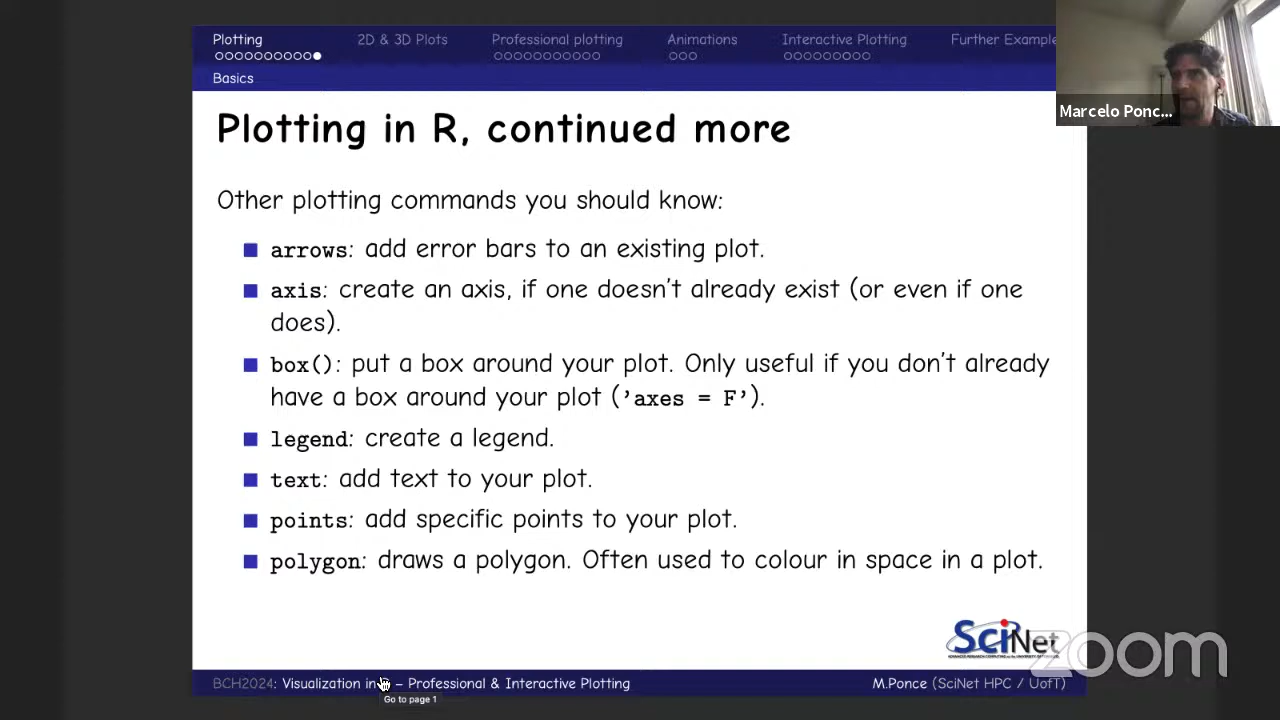 Plotting 2D & 3D Plots Professional plotting Animations Interactive Plotting Further Example
Basics
Marcelo Ponc...
Plotting in R, continued more
Other plotting commands you should know:
arrows: add error bars to an existing plot.
axis: create an axis, if one doesn't already exist (or even if one
does).
box(): put a box around your plot. Only useful if you don't already
have a box around your plot ('axes = F').
legend: create a legend.
text: add text to your plot.
points: add specific points to your plot.
polygon: draws a polygon. Often used to colour in space in a plot.
SciNet
zoom
BCH2024: Visualization in – Professional & Interactive Plotting M.Ponce (SciNet HPC / UofT)
Go to page 1